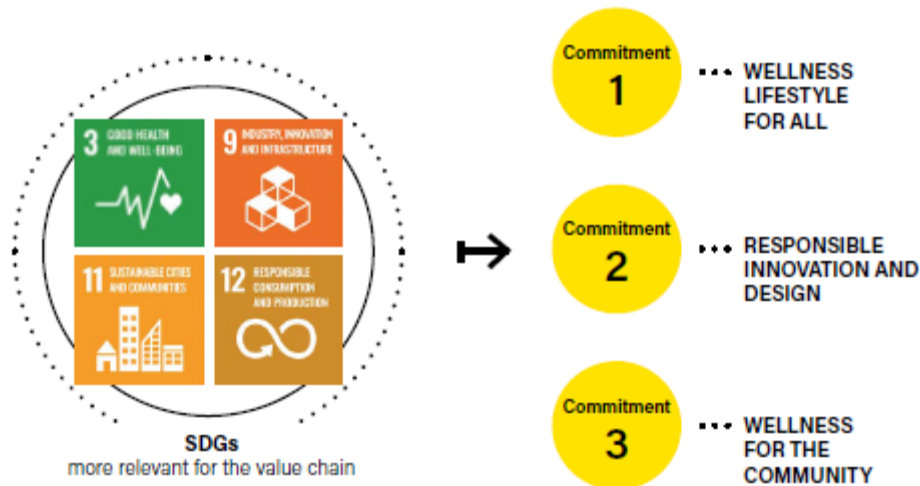 3 GOOD HEALTH
AND WELL-BEING
9 INDUSTRY, INNOVATION
AND INFRASTRUCTURE
11 SUSTAINABLE CITIES
AND COMMUNITIES
12 RESPONSIBLE
CONSUMPTION
AND PRODUCTION
SDGs
more relevant for the value chain
Commitment
1
WELLNESS
LIFESTYLE
FOR ALL
Commitment
2
RESPONSIBLE
INNOVATION AND
DESIGN
Commitment
3
WELLNESS
FOR THE
COMMUNITY